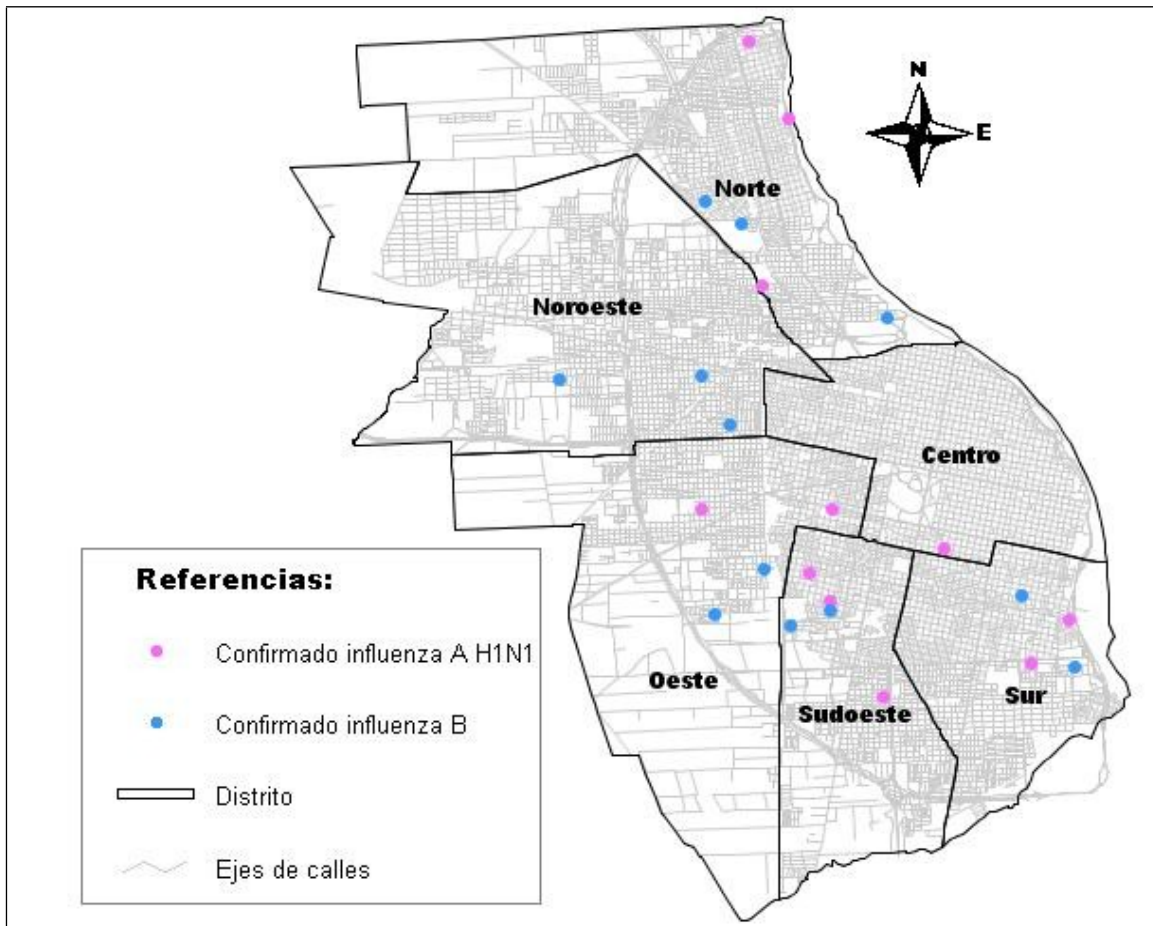 N
E
Norte
Noroeste
Centro
Oeste
Sudoeste
Sur
Referencias:
Confirmado influenza A H1N1
Confirmado influenza B
Distrito
Ejes de calles